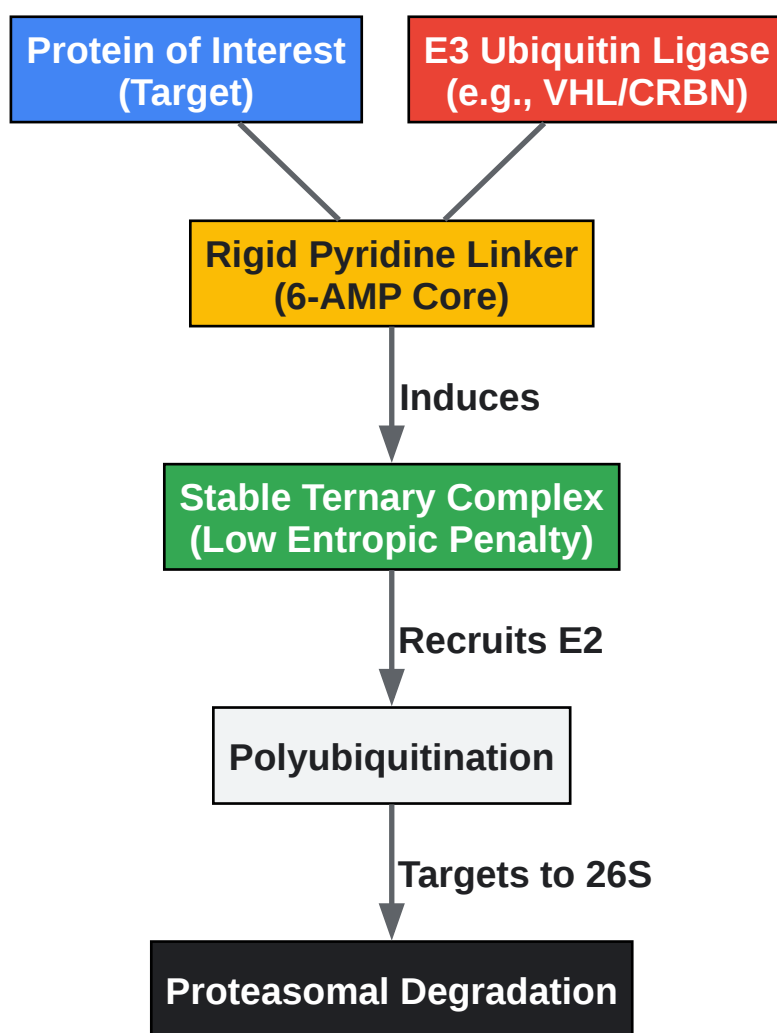 Protein of Interest
(Target)
E3 Ubiquitin Ligase
(e.g., VHL/CRBN)
Rigid Pyridine Linker
(6-AMP Core)
Induces
Stable Ternary Complex
(Low Entropic Penalty)
Recruits E2
Polyubiquitination
Targets to 26S
Proteasomal Degradation